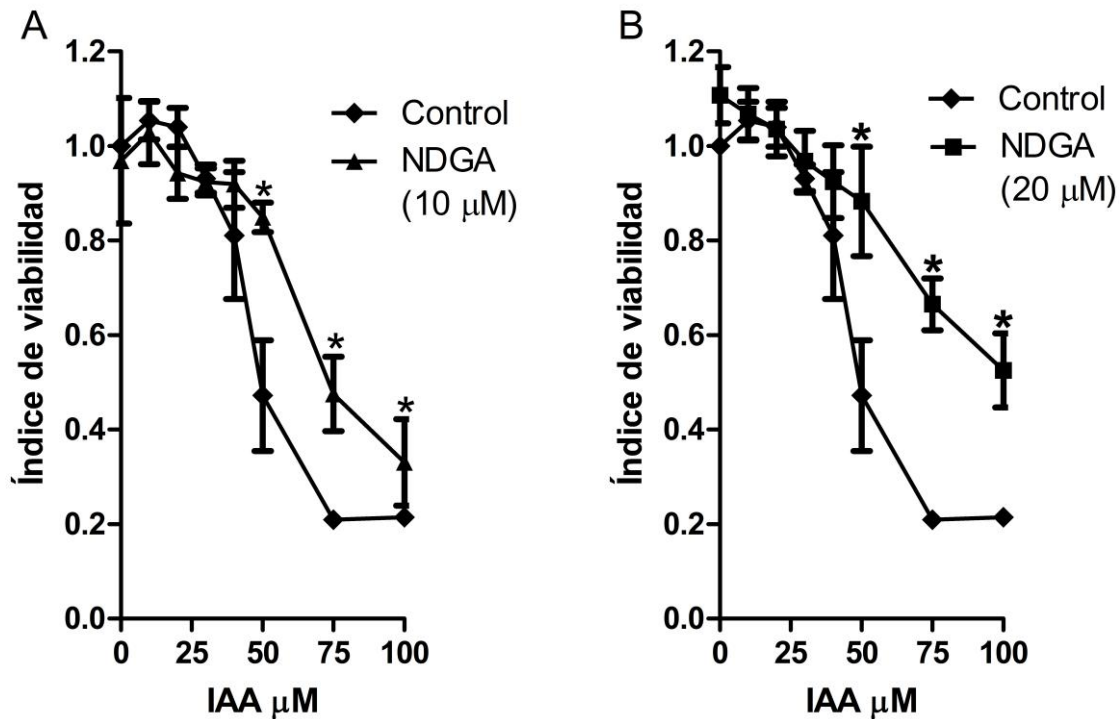 A
Índice de viabilidad
1.2
1.0
0.8
0.6
0.4
0.2
0.0
0 25 50 75 100
IAA μM
Control
NDGA
(10 μM)
*
*
*
B
Índice de viabilidad
1.2
1.0
0.8
0.6
0.4
0.2
0.0
0 25 50 75 100
IAA μM
Control
NDGA
(20 μM)
*
*
*